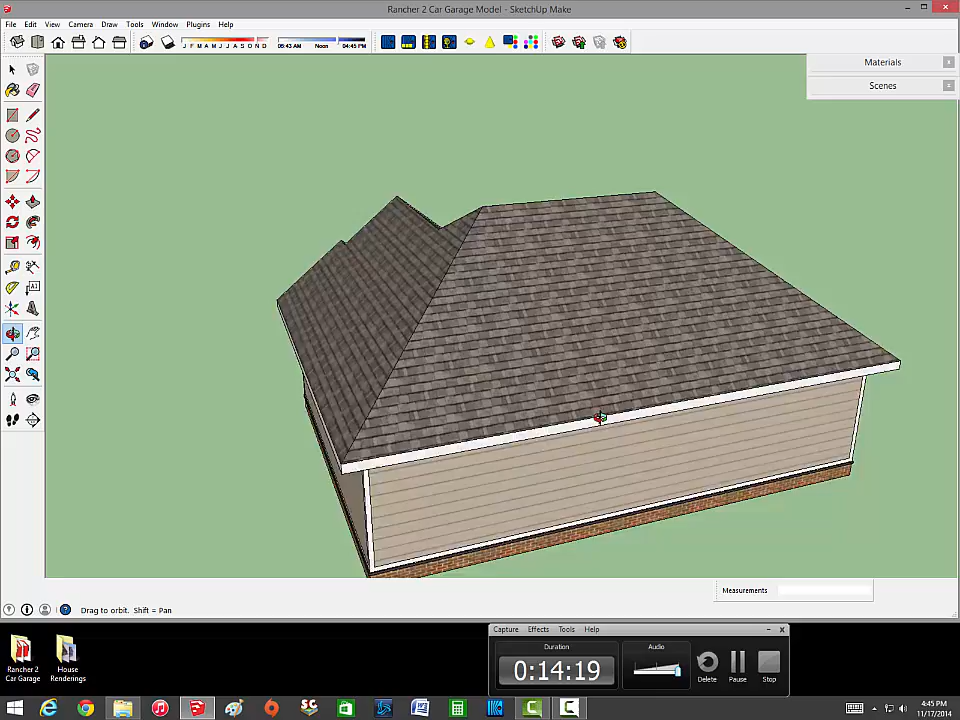 Rancher 2 Car Garage Model - SketchUp Make
File Edit View Camera Draw Tools Window Plugins Help
J F M A M J J A S O N D 05:43 AM Noon 04:45 PM
Materials
Scenes
A1
Measurements
Drag to orbit. Shift = Pan
Capture Effects Tools Help
Duration
Audio
0:14:19
Delete Pause Stop
Rancher 2
Car Garage
House
Renderings
SC
4:45 PM
11/17/2014